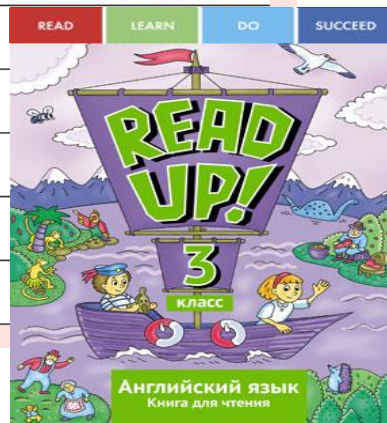 READ LEARN DO SUCCEED
READ
UP!
3
класс
Английский язык
Книга для чтения